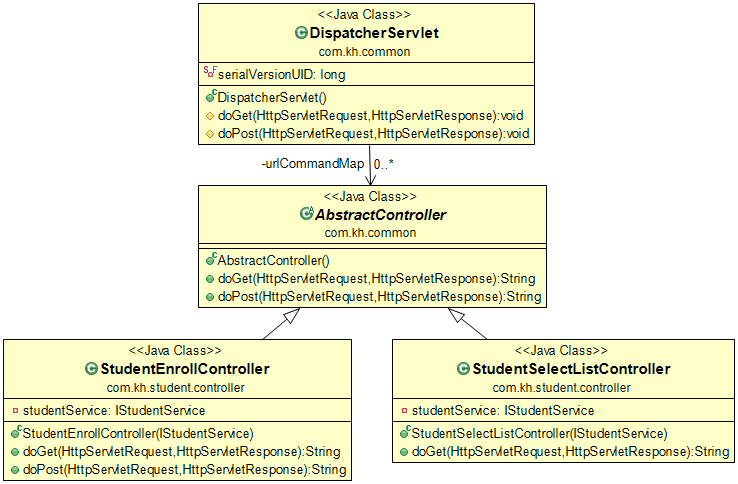 <<Java Class>>
DispatcherServlet
com.kh.common
S F serialVersionUID: long
C DispatcherServlet()
doGet(HttpServletRequest,HttpServletResponse):void
doPost(HttpServletRequest,HttpServletResponse):void
-urlCommandMap 0..*
<<Java Class>>
C A AbstractController
com.kh.common
C AbstractController()
doGet(HttpServletRequest,HttpServletResponse):String
doPost(HttpServletRequest,HttpServletResponse):String
<<Java Class>>
C StudentEnrollController
com.kh.student.controller
studentService: IStudentService
C StudentEnrollController(IStudentService)
doGet(HttpServletRequest,HttpServletResponse):String
doPost(HttpServletRequest,HttpServletResponse):String
<<Java Class>>
C StudentSelectListController
com.kh.student.controller
studentService: IStudentService
C StudentSelectListController(IStudentService)
doGet(HttpServletRequest,HttpServletResponse):String